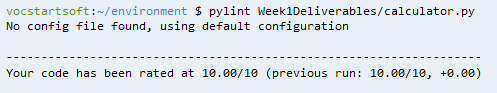 vocstartsoft:~/environment $ pylint Week1Deliverables/calculator.py
No config file found, using default configuration

--------------------------------------------------------------------
Your code has been rated at 10.00/10 (previous run: 10.00/10, +0.00)